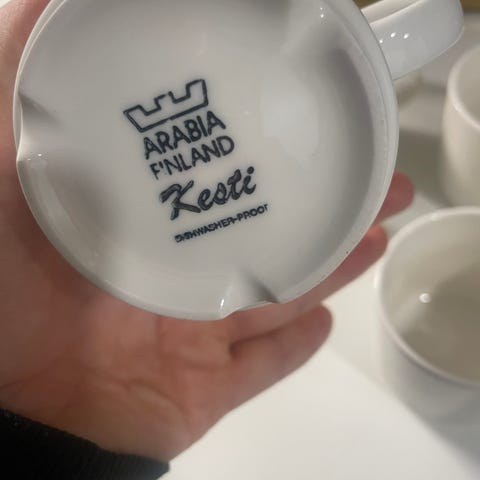 ARABIA
FINLAND
Kesti
DISHWASHER-PROOF